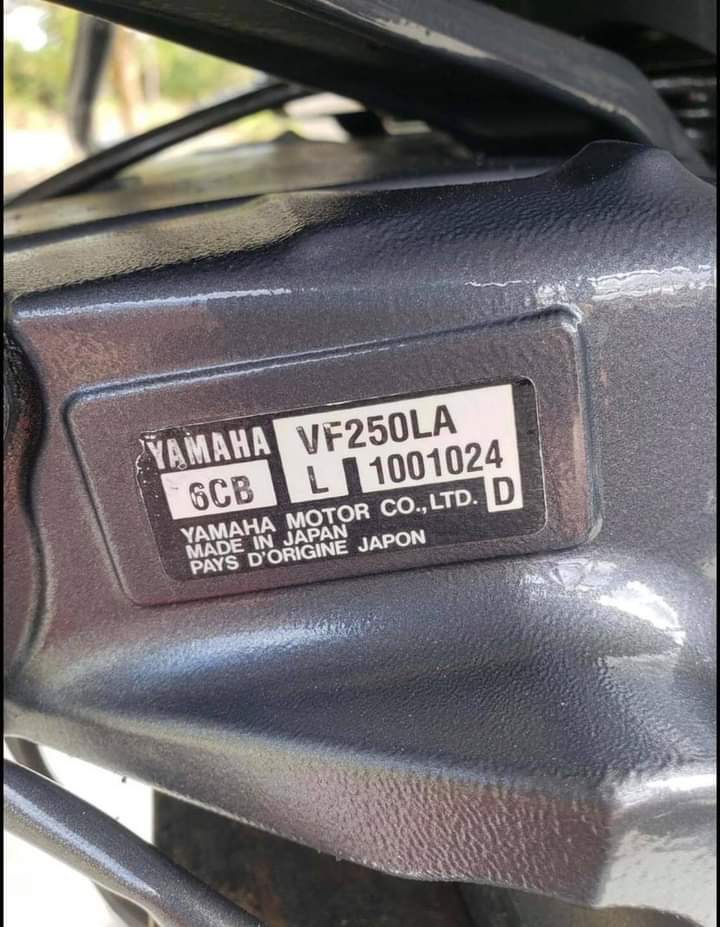 YAMAHA VF250LA
6CB L 1001024
YAMAHA MOTOR CO.,LTD. D
MADE IN JAPAN
PAYS D'ORIGINE JAPON